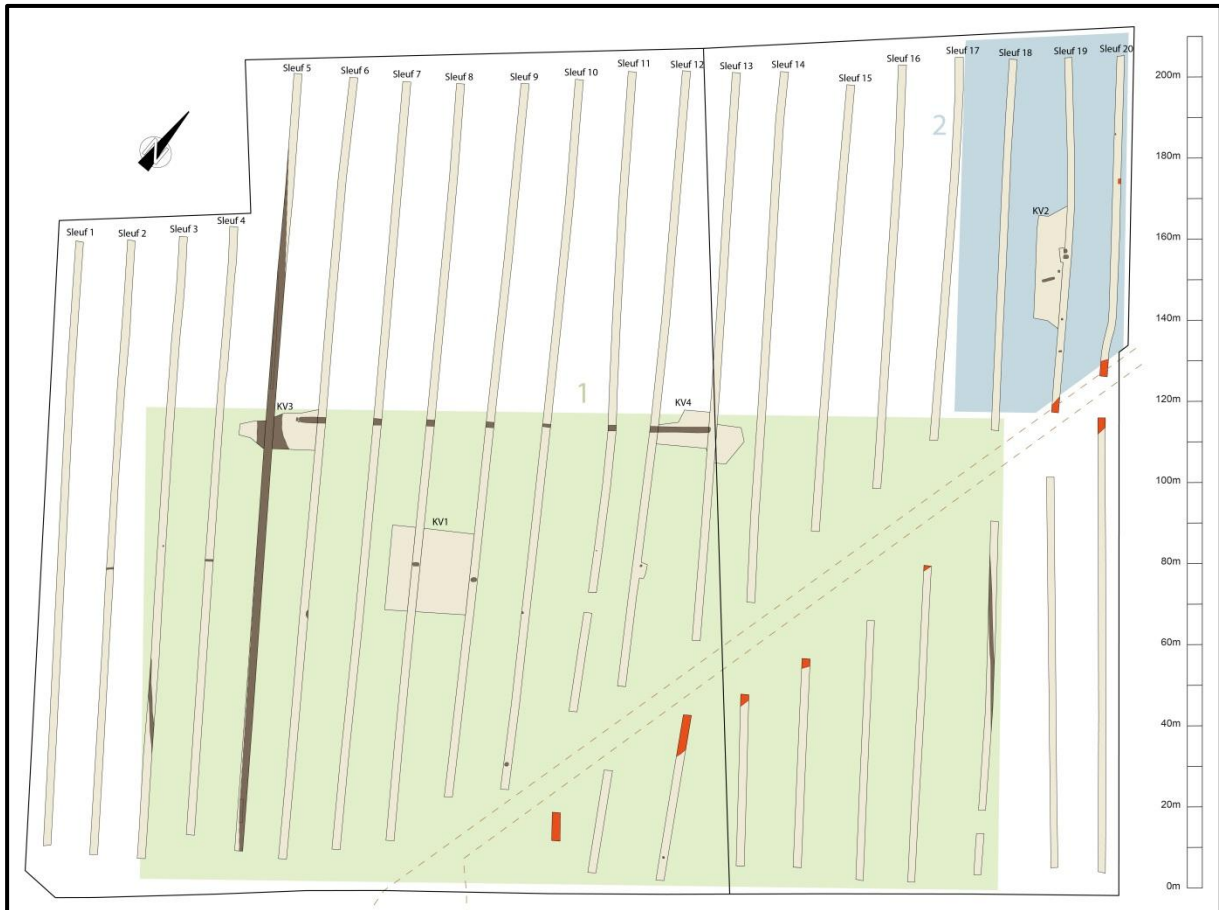 Sleuf 1
Sleuf 2
Sleuf 3
Sleuf 4
Sleuf 5
Sleuf 6
Sleuf 7
Sleuf 8
Sleuf 9
Sleuf 10
Sleuf 11
Sleuf 12
Sleuf 13
Sleuf 14
Sleuf 15
Sleuf 16
Sleuf 17
Sleuf 18
Sleuf 19
Sleuf 20
2
KV2
1
KV3
KV4
KV1
200m
180m
160m
140m
120m
100m
80m
60m
40m
20m
0m